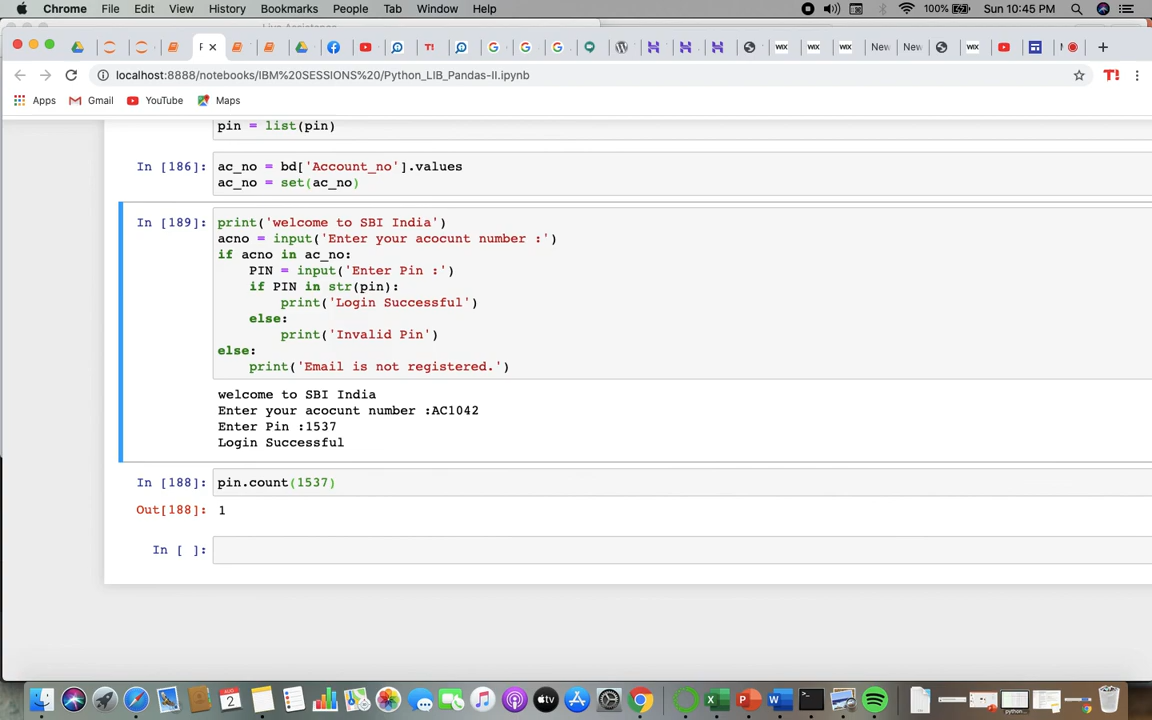 Chrome File Edit View History Bookmarks People Tab Window Help 100% Sun 10:45 PM
localhost:8888/notebooks/IBM%20SESSIONS%20/Python_LIB_Pandas-II.ipynb
Apps Gmail YouTube Maps
pin = list(pin)
In [186]: ac_no = bd['Account_no'].values
ac_no = set(ac_no)
In [189]: print('welcome to SBI India')
acno = input('Enter your acocunt number :')
if acno in ac_no:
PIN = input('Enter Pin :')
if PIN in str(pin):
print('Login Successful')
else:
print('Invalid Pin')
else:
print('Email is not registered.')
welcome to SBI India
Enter your acocunt number :AC1042
Enter Pin :1537
Login Successful
In [188]: pin.count(1537)
Out[188]: 1
In [ ]: